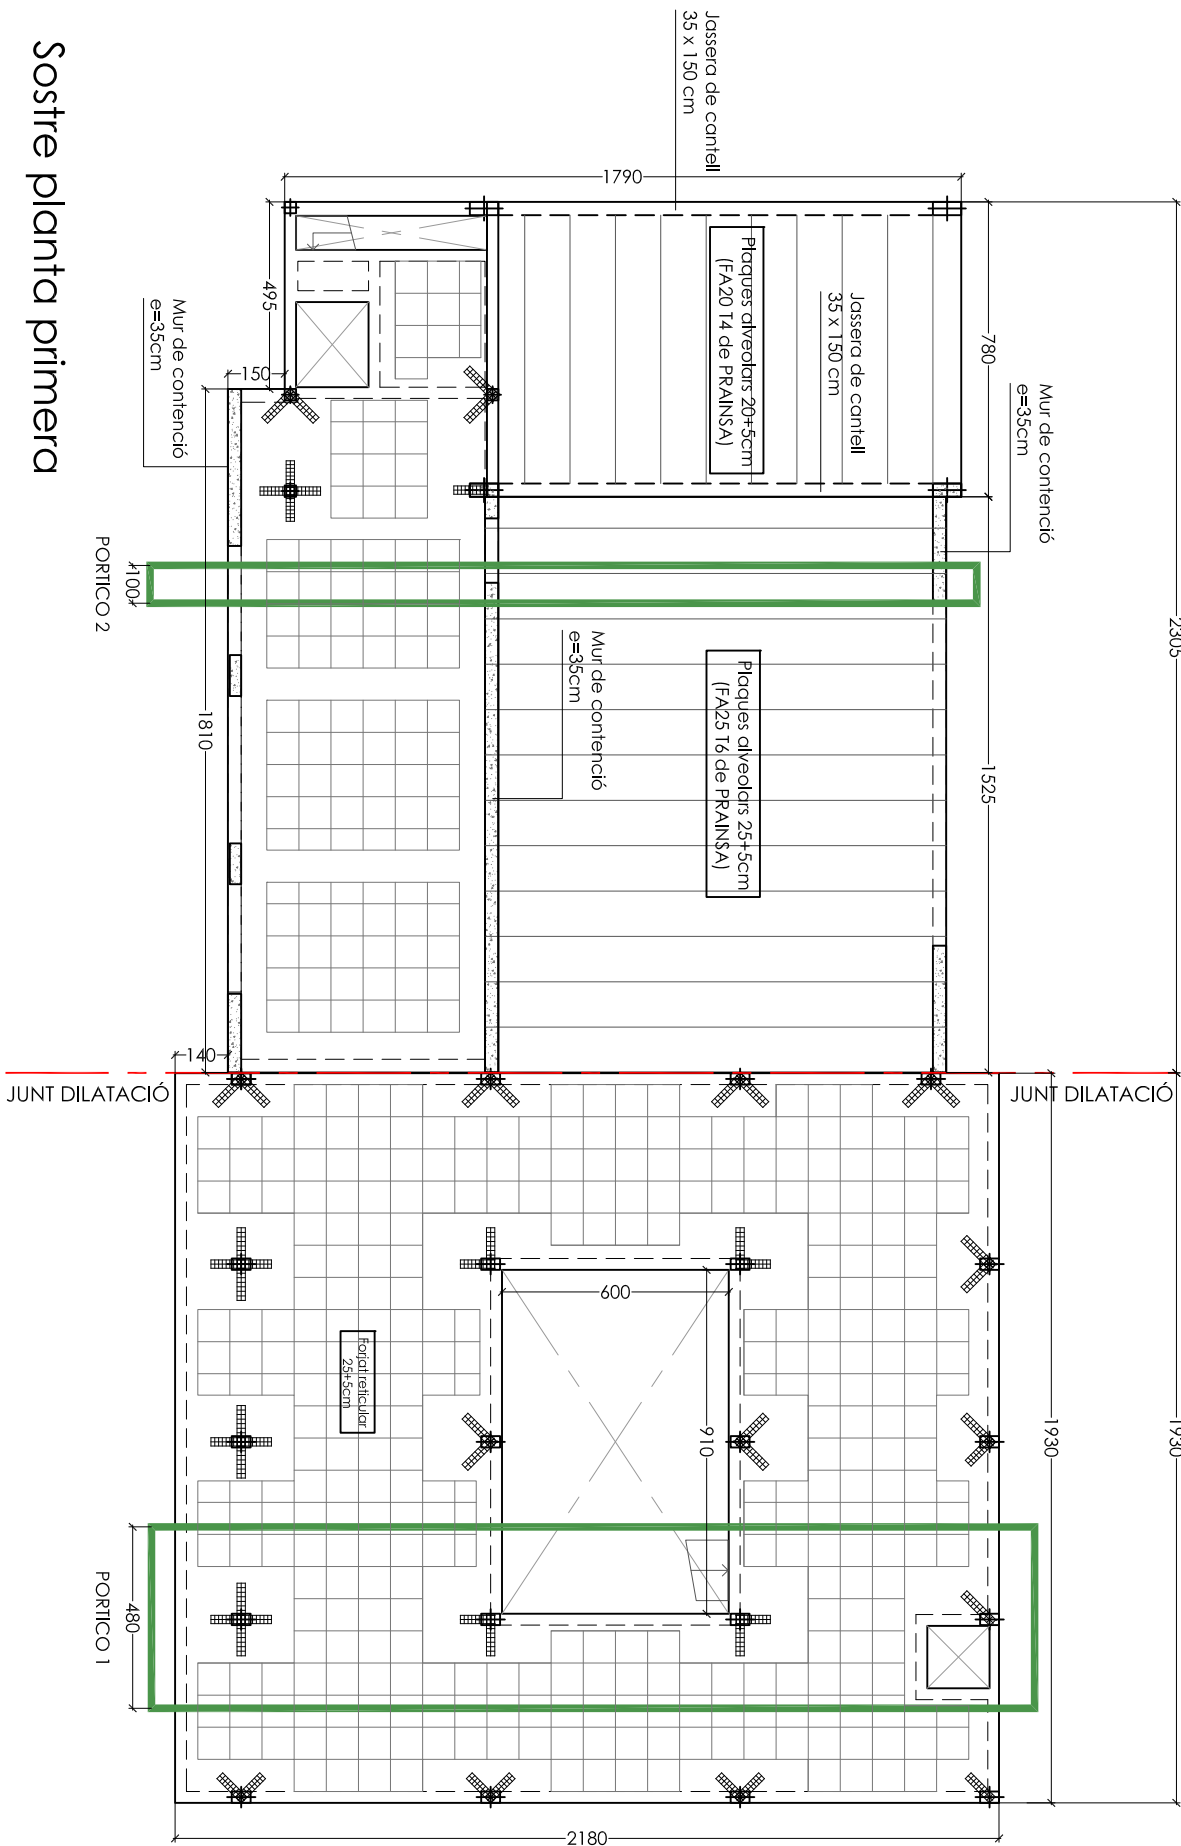 Sostre planta primera
Jassera de cantell
35 x 150 cm
1790
495
150
Mur de contenció
e=35cm
Plaques alveolars 20+5cm
(FA20 T4 de PRAINSA)
Jassera de cantell
35 x 150 cm
780
Mur de contenció
e=35cm
2305
PORTICO 2
100
Mur de contenció
e=35cm
Plaques alveolars 25+5cm
(FA25 T6 de PRAINSA)
1810
1525
140
JUNT DILATACIÓ
JUNT DILATACIÓ
600
910
Forjat reticular
25+5cm
1930
1930
PORTICO 1
480
2180